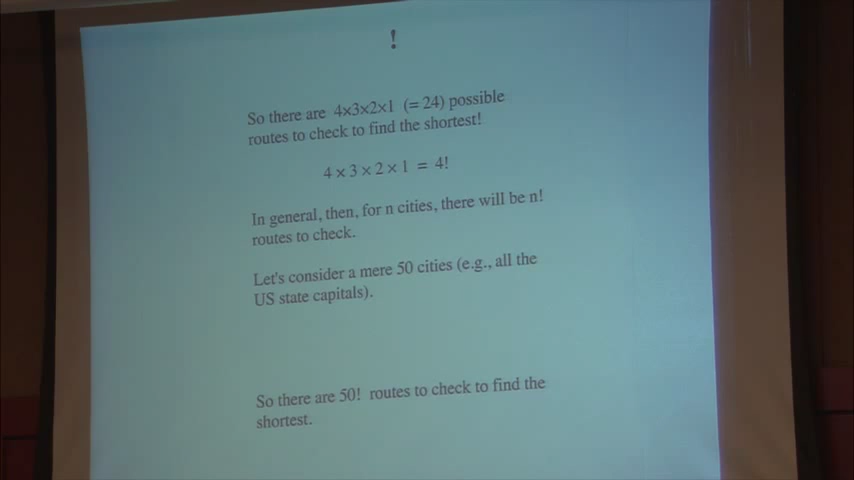 !
So there are 4×3×2×1 (= 24) possible
routes to check to find the shortest!
4 × 3 × 2 × 1 = 4!
In general, then, for n cities, there will be n!
routes to check.
Let's consider a mere 50 cities (e.g., all the
US state capitals).
So there are 50! routes to check to find the
shortest.